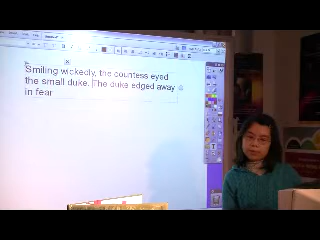 Smiling wickedly, the countess eyed
the small duke. The duke edged away
in fear